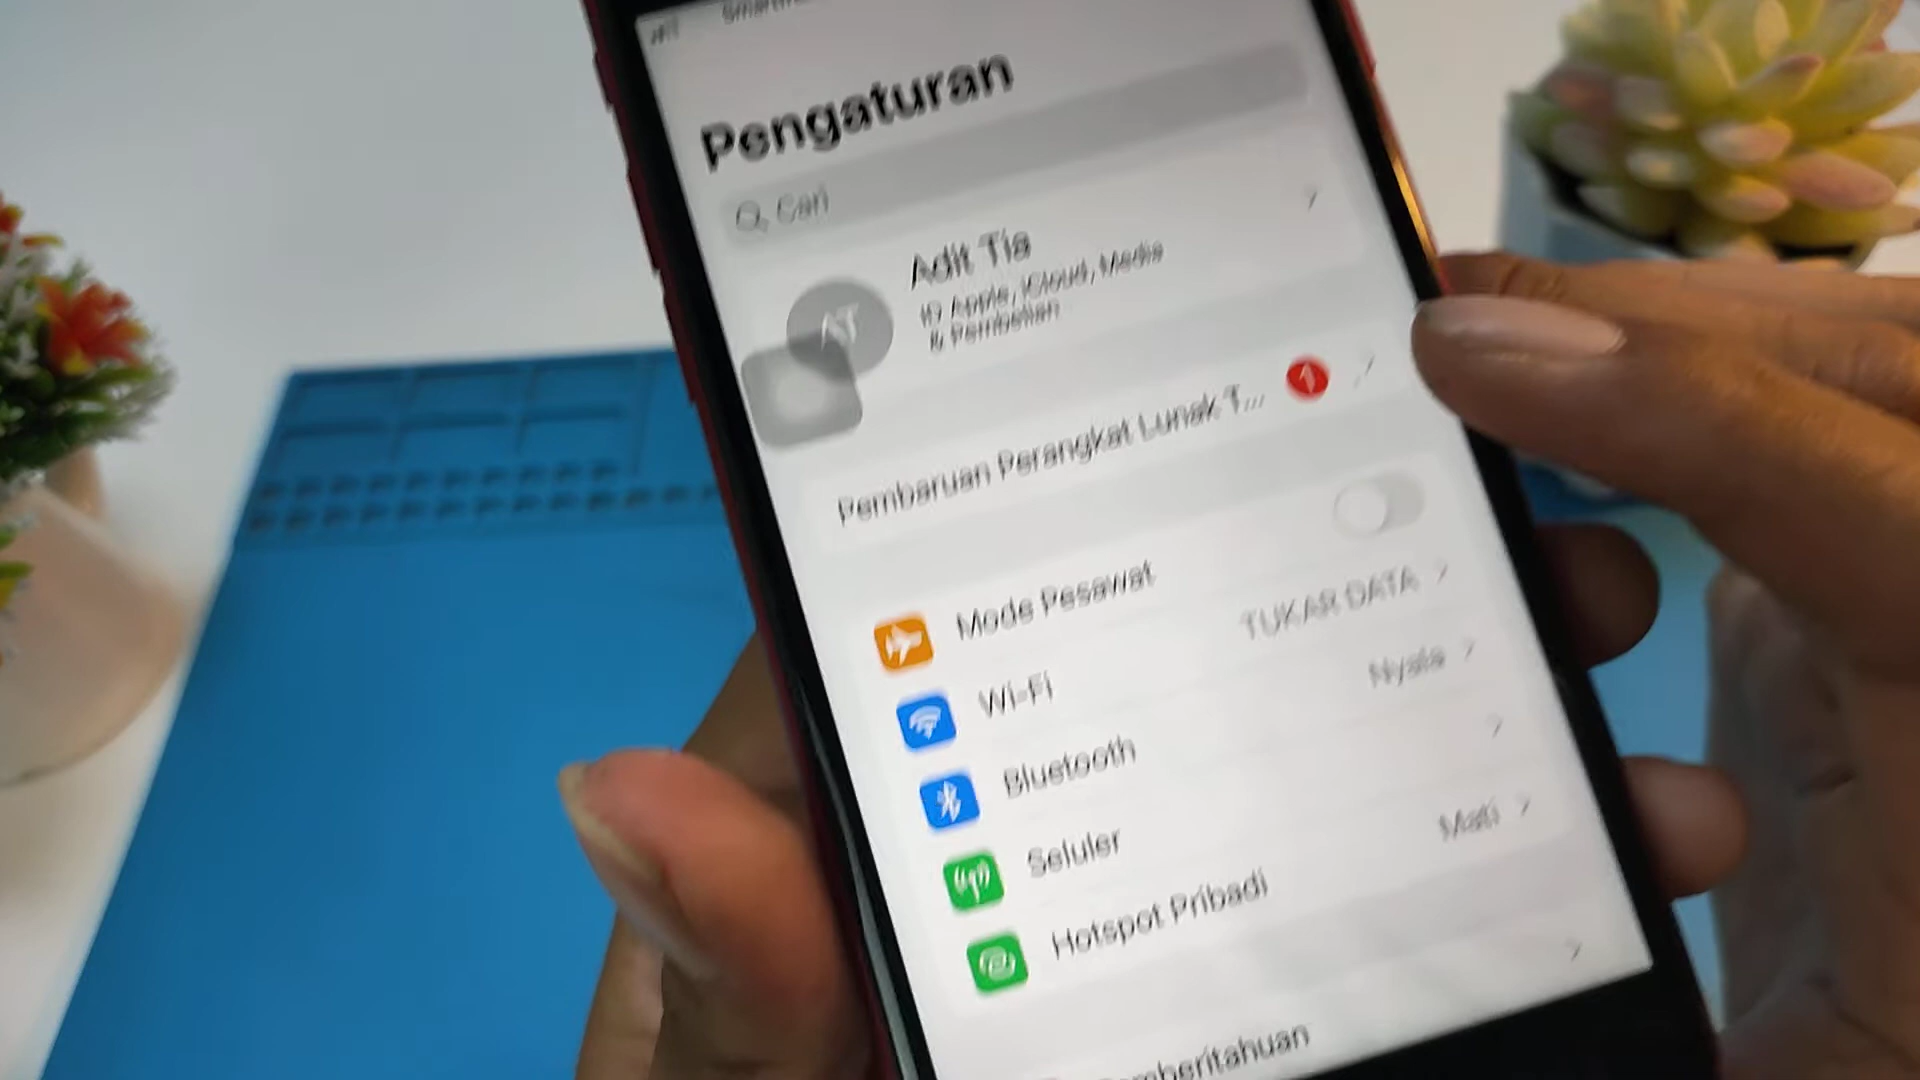 Pengaturan
Cari
Adit Tia
ID Apple, iCloud, Media
& Pembelian
Pembaruan Perangkat Lunak T...
1
Mode Pesawat
Wi-Fi
TUKAR DATA
Bluetooth
Nyala
Seluler
Hotspot Pribadi
Mati